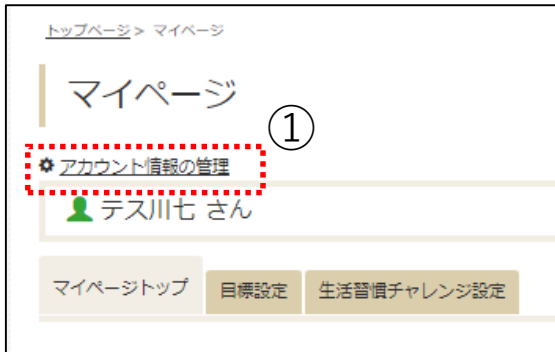 トップページ > マイページ
マイページ
①
アカウント情報の管理
テス川七 さん
マイページトップ 目標設定 生活習慣チャレンジ設定